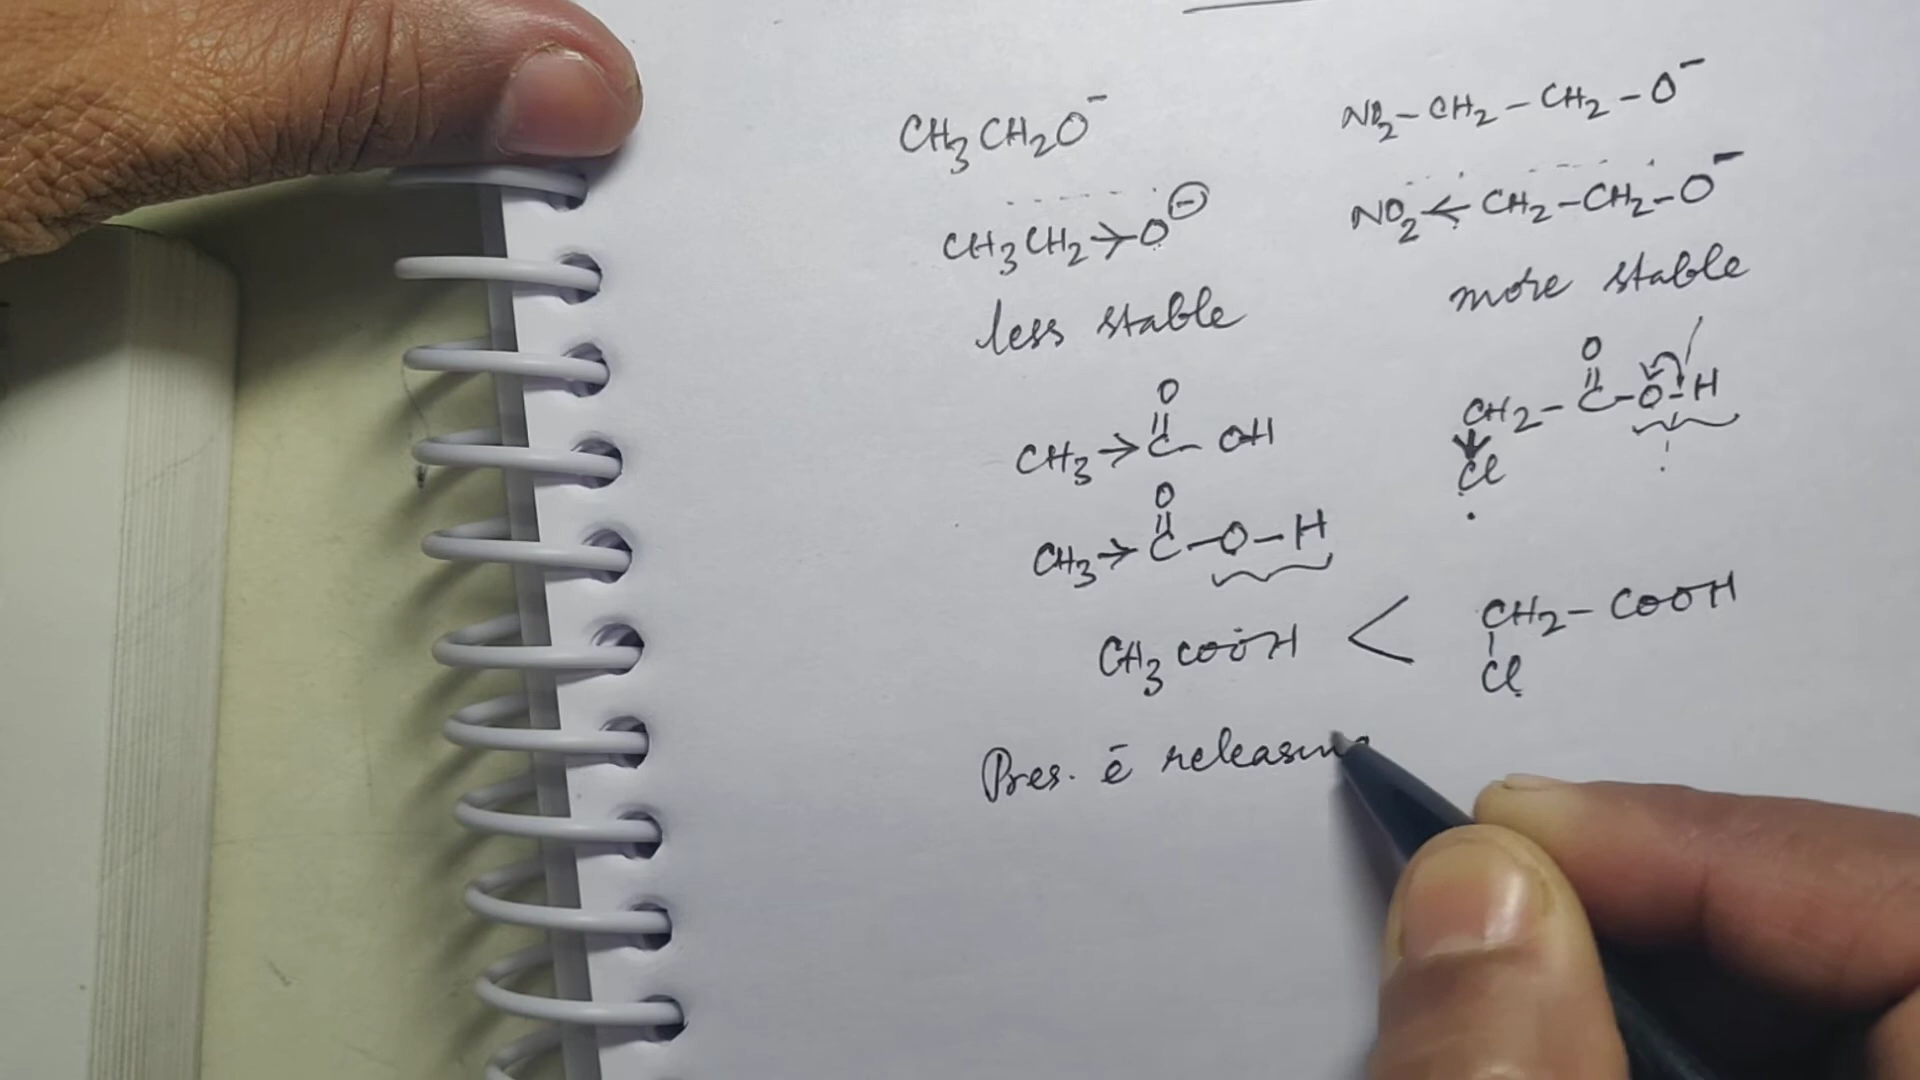 CH3CH2O⁻
NO2-CH2-CH2-O⁻
CH3CH2→O⊖
NO2←CH2-CH2-O⁻
less stable
more stable
O
||
CH3→C-OH
O
||
CH2-C-O-H
↓
Cl
O
||
CH3→C-O-H
CH3COOH < CH2-COOH
|
Cl
Pres. ē releasing